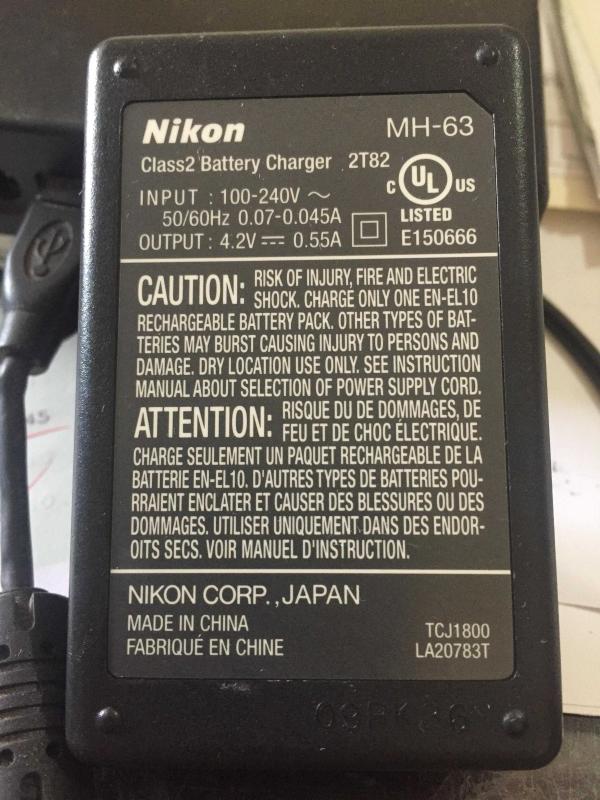 Nikon MH-63
Class2 Battery Charger 2T82
INPUT : 100-240V ~
50/60Hz 0.07-0.045A
OUTPUT : 4.2V ⎓ 0.55A
C UL US
LISTED
E150666
CAUTION: RISK OF INJURY, FIRE AND ELECTRIC
SHOCK. CHARGE ONLY ONE EN-EL10
RECHARGEABLE BATTERY PACK. OTHER TYPES OF BAT-
TERIES MAY BURST CAUSING INJURY TO PERSONS AND
DAMAGE. DRY LOCATION USE ONLY. SEE INSTRUCTION
MANUAL ABOUT SELECTION OF POWER SUPPLY CORD.
ATTENTION: RISQUE DU DE DOMMAGES, DE
FEU ET DE CHOC ÉLECTRIQUE.
CHARGE SEULEMENT UN PAQUET RECHARGEABLE DE LA
BATTERIE EN-EL10. D'AUTRES TYPES DE BATTERIES POU-
RRAIENT ENCLATER ET CAUSER DES BLESSURES OU DES
DOMMAGES. UTILISER UNIQUEMENT DANS DES ENDOR-
OITS SECS. VOIR MANUEL D'INSTRUCTION.
NIKON CORP., JAPAN
MADE IN CHINA
FABRIQUÉ EN CHINE
TCJ1800
LA20783T